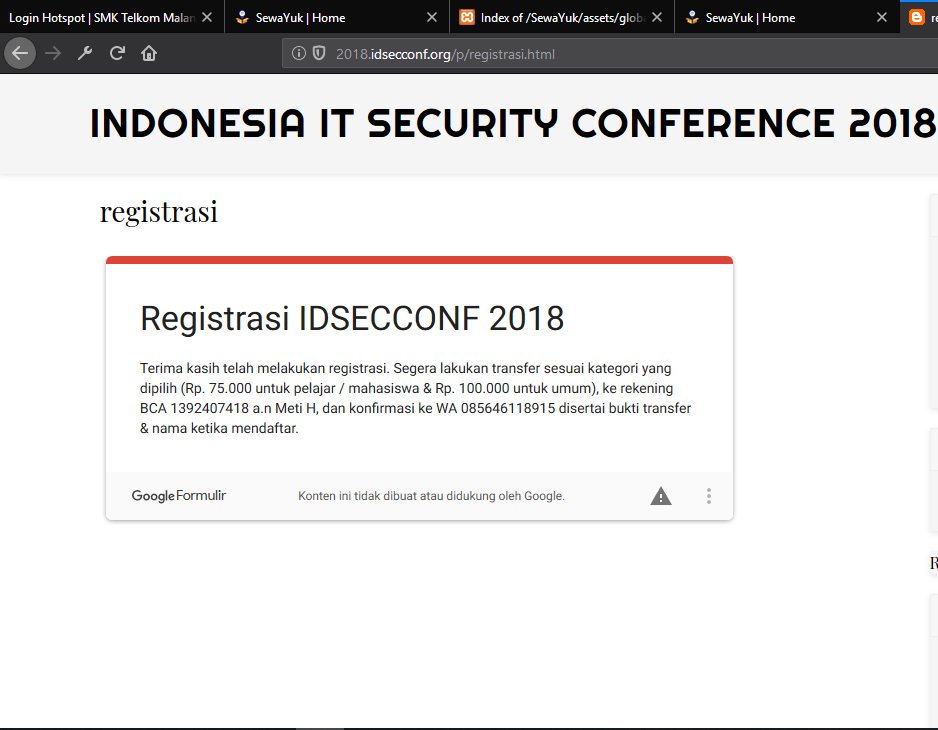 Login Hotspot | SMK Telkom Malan
SewaYuk | Home
Index of /SewaYuk/assets/globa
SewaYuk | Home
re
2018.idsecconf.org/p/registrasi.html
INDONESIA IT SECURITY CONFERENCE 2018
registrasi
Registrasi IDSECCONF 2018
Terima kasih telah melakukan registrasi. Segera lakukan transfer sesuai kategori yang
dipilih (Rp. 75.000 untuk pelajar / mahasiswa & Rp. 100.000 untuk umum), ke rekening
BCA 1392407418 a.n Meti H, dan konfirmasi ke WA 085646118915 disertai bukti transfer
& nama ketika mendaftar.
Google Formulir
Konten ini tidak dibuat atau didukung oleh Google.
R